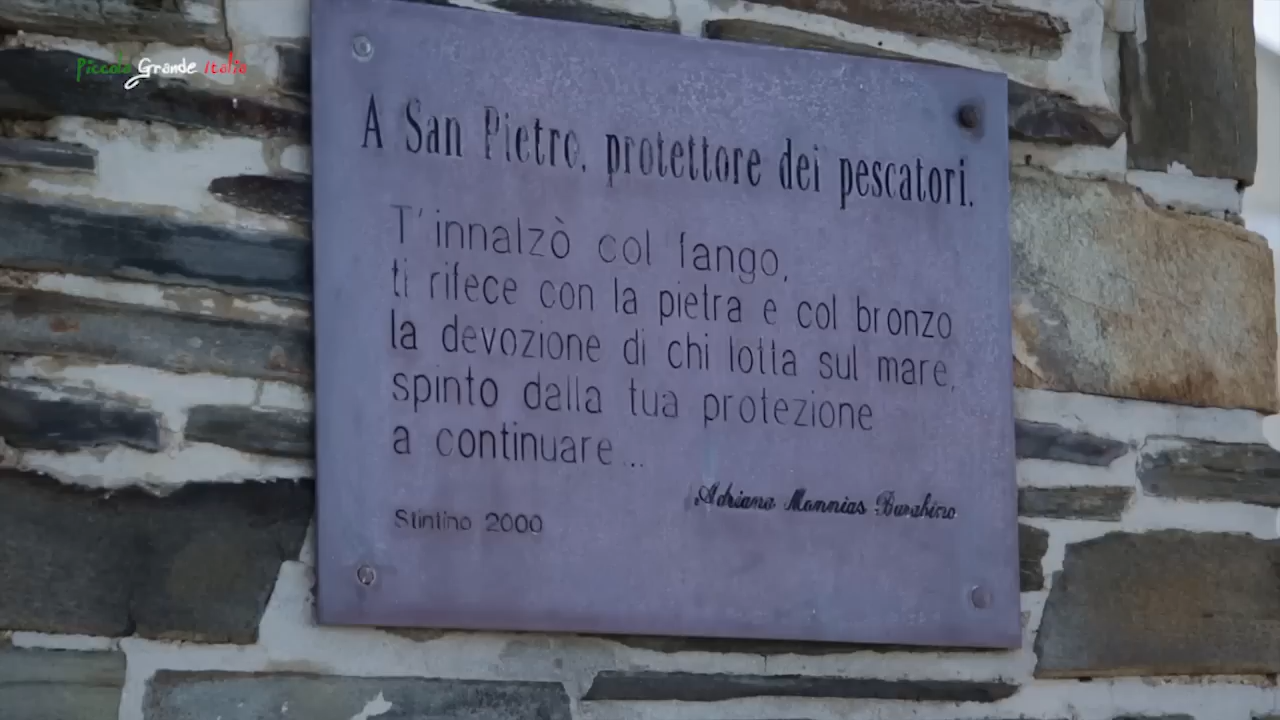 Piccola Grande Italia
A San Pietro, protettore dei pescatori.
T'innalzò col fango,
ti rifece con la pietra e col bronzo
la devozione di chi lotta sul mare,
spinto dalla tua protezione
a continuare...
Adriana Mannias
Stintino 2000